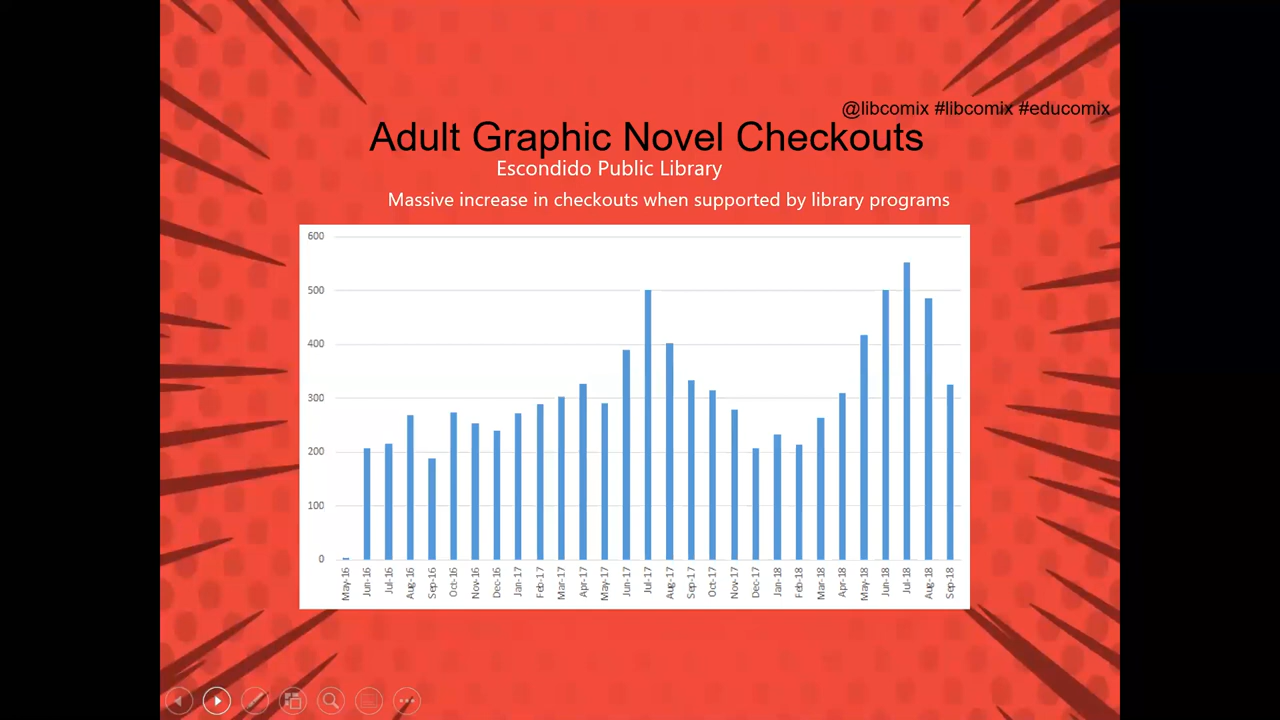 @libcomix #libcomix #educomix
Adult Graphic Novel Checkouts
Escondido Public Library
Massive increase in checkouts when supported by library programs
600
500
400
300
200
100
0
May-16 Jun-16 Jul-16 Aug-16 Sep-16 Oct-16 Nov-16 Dec-16 Jan-17 Feb-17 Mar-17 Apr-17 May-17 Jun-17 Jul-17 Aug-17 Sep-17 Oct-17 Nov-17 Dec-17 Jan-18 Feb-18 Mar-18 Apr-18 May-18 Jun-18 Jul-18 Aug-18 Sep-18